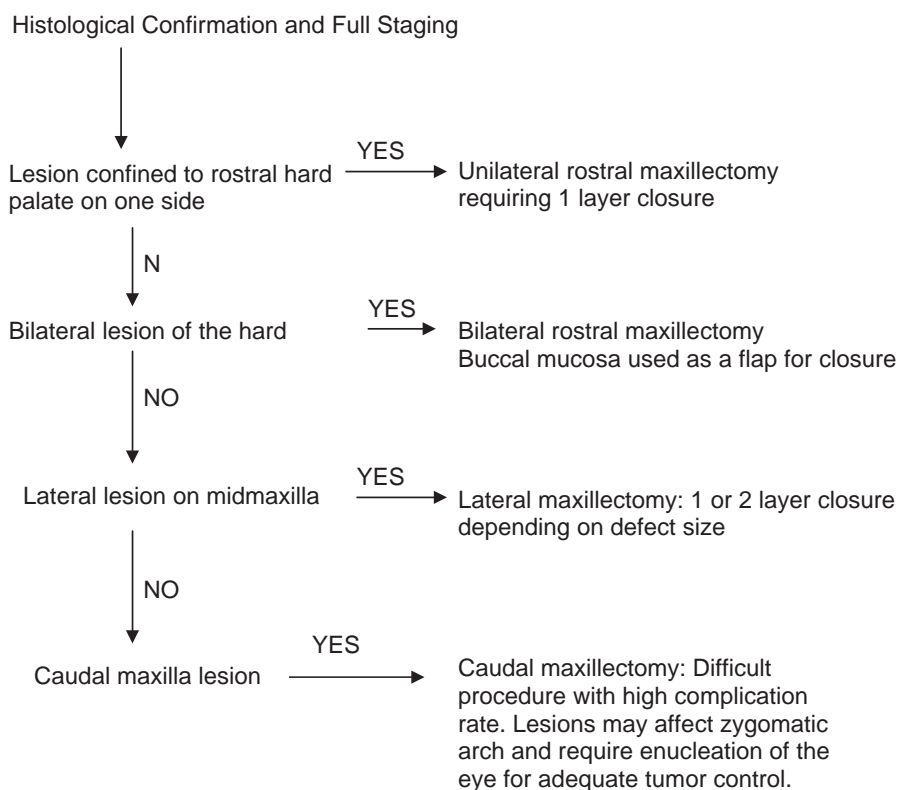 Histological Confirmation and Full Staging
Lesion confined to rostral hard
palate on one side
YES
Unilateral rostral maxillectomy
requiring 1 layer closure
N
Bilateral lesion of the hard
YES
Bilateral rostral maxillectomy
Buccal mucosa used as a flap for closure
NO
Lateral lesion on midmaxilla
YES
Lateral maxillectomy: 1 or 2 layer closure
depending on defect size
NO
Caudal maxilla lesion
YES
Caudal maxillectomy: Difficult
procedure with high complication
rate. Lesions may affect zygomatic
arch and require enucleation of the
eye for adequate tumor control.